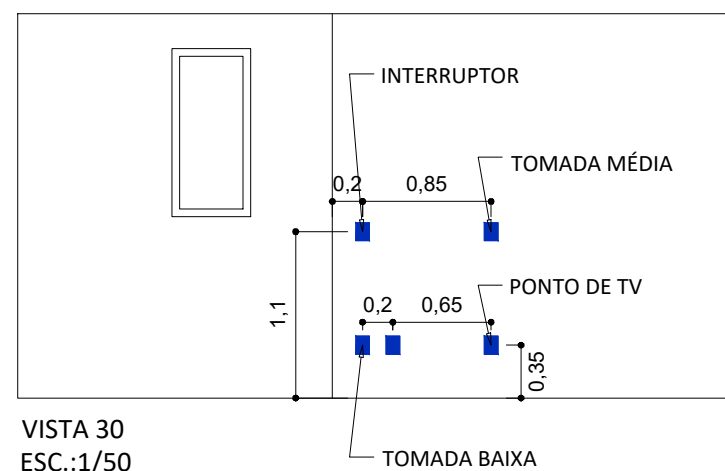 INTERRUPTOR
TOMADA MÉDIA
0,2
0,85
1,1
PONTO DE TV
0,2
0,65
0,35
VISTA 30
ESC.:1/50
TOMADA BAIXA